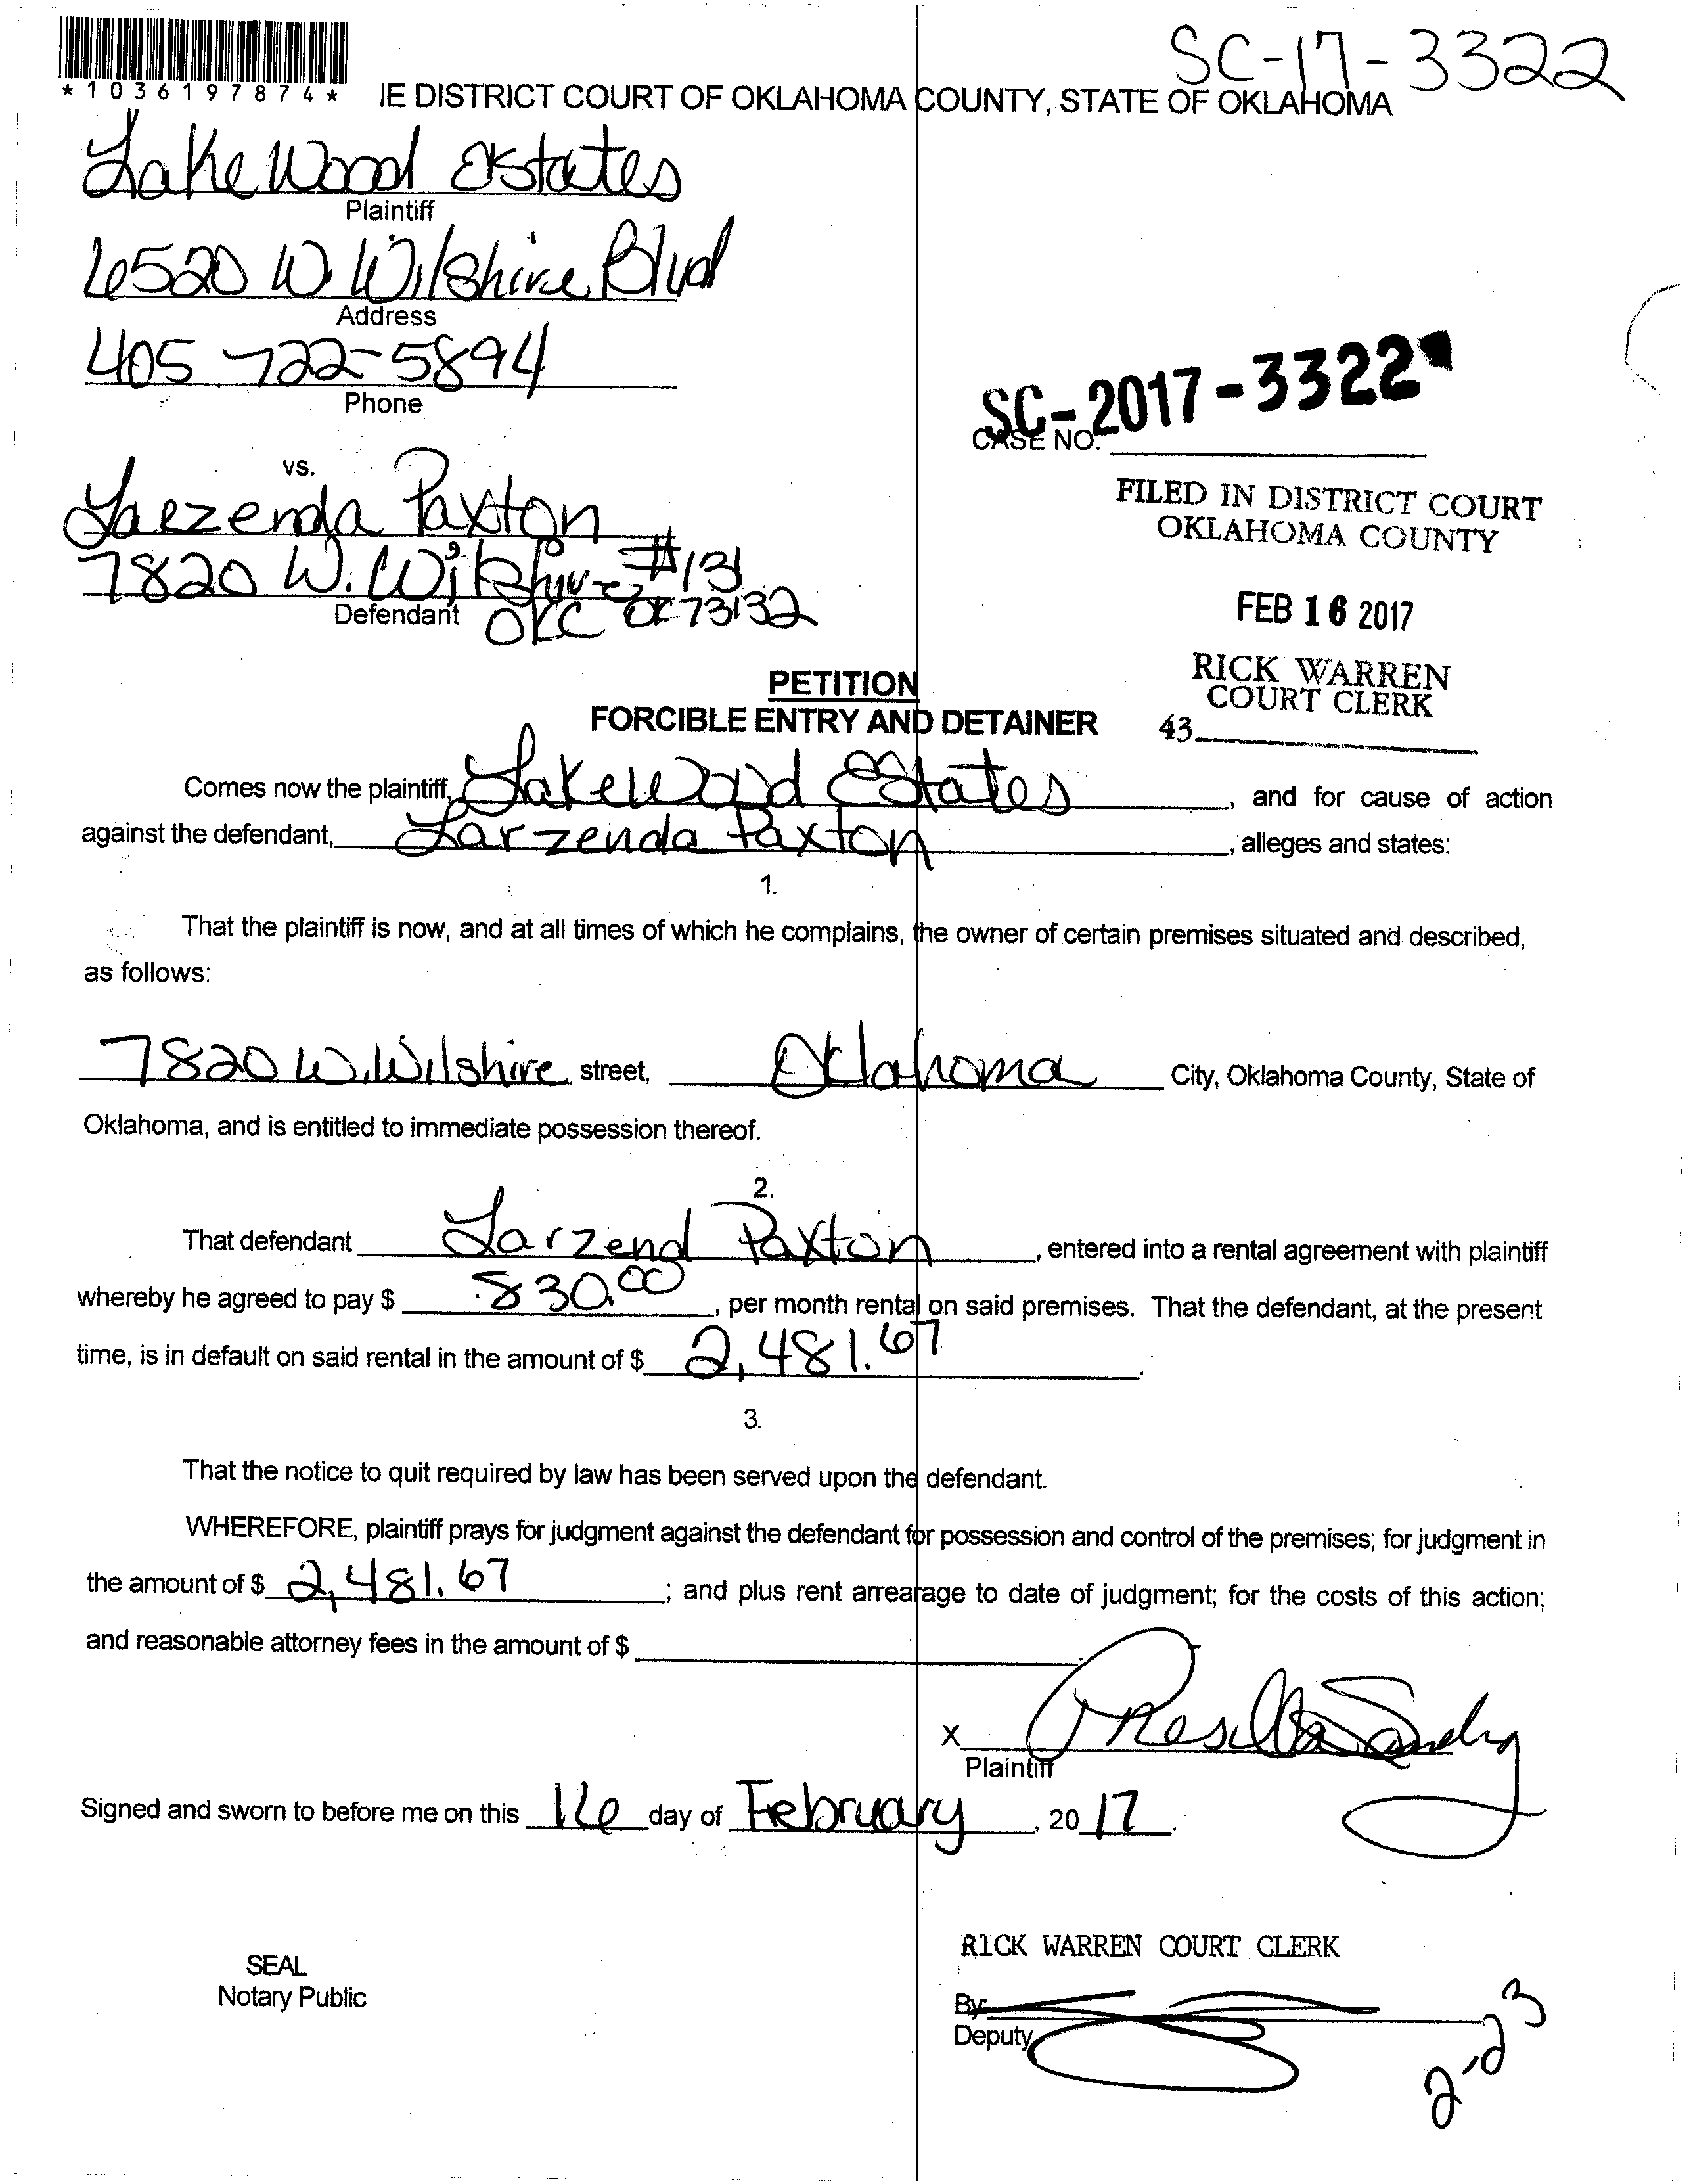 SC-17-3322
*1036197874* IE DISTRICT COURT OF OKLAHOMA COUNTY, STATE OF OKLAHOMA
Lakewood Estates
Plaintiff
6520 W. Wilshire Blvd
Address
405 722-5894
Phone
SC-2017-3322
CASE NO.
vs.
FILED IN DISTRICT COURT
OKLAHOMA COUNTY
Larzenda Paxton
7820 W. Wilshire #131
Defendant OKC OK 73132
FEB 16 2017
RICK WARREN
COURT CLERK
43
PETITION
FORCIBLE ENTRY AND DETAINER
Comes now the plaintiff, Lakewood Estates, and for cause of action
against the defendant, Larzenda Paxton, alleges and states:
1.
That the plaintiff is now, and at all times of which he complains, the owner of certain premises situated and described,
as follows:
7820 W. Wilshire street, Oklahoma City, Oklahoma County, State of
Oklahoma, and is entitled to immediate possession thereof.
2.
That defendant Larzend Paxton, entered into a rental agreement with plaintiff
whereby he agreed to pay $ 830.00, per month rental on said premises. That the defendant, at the present
time, is in default on said rental in the amount of $ 2,481.67.
3.
That the notice to quit required by law has been served upon the defendant.
WHEREFORE, plaintiff prays for judgment against the defendant for possession and control of the premises; for judgment in
the amount of $ 2,481.67; and plus rent arrearage to date of judgment; for the costs of this action;
and reasonable attorney fees in the amount of $
X
Plaintiff
Signed and sworn to before me on this 16 day of February, 2017.
RICK WARREN COURT CLERK
SEAL
Notary Public
By:
Deputy
2-23